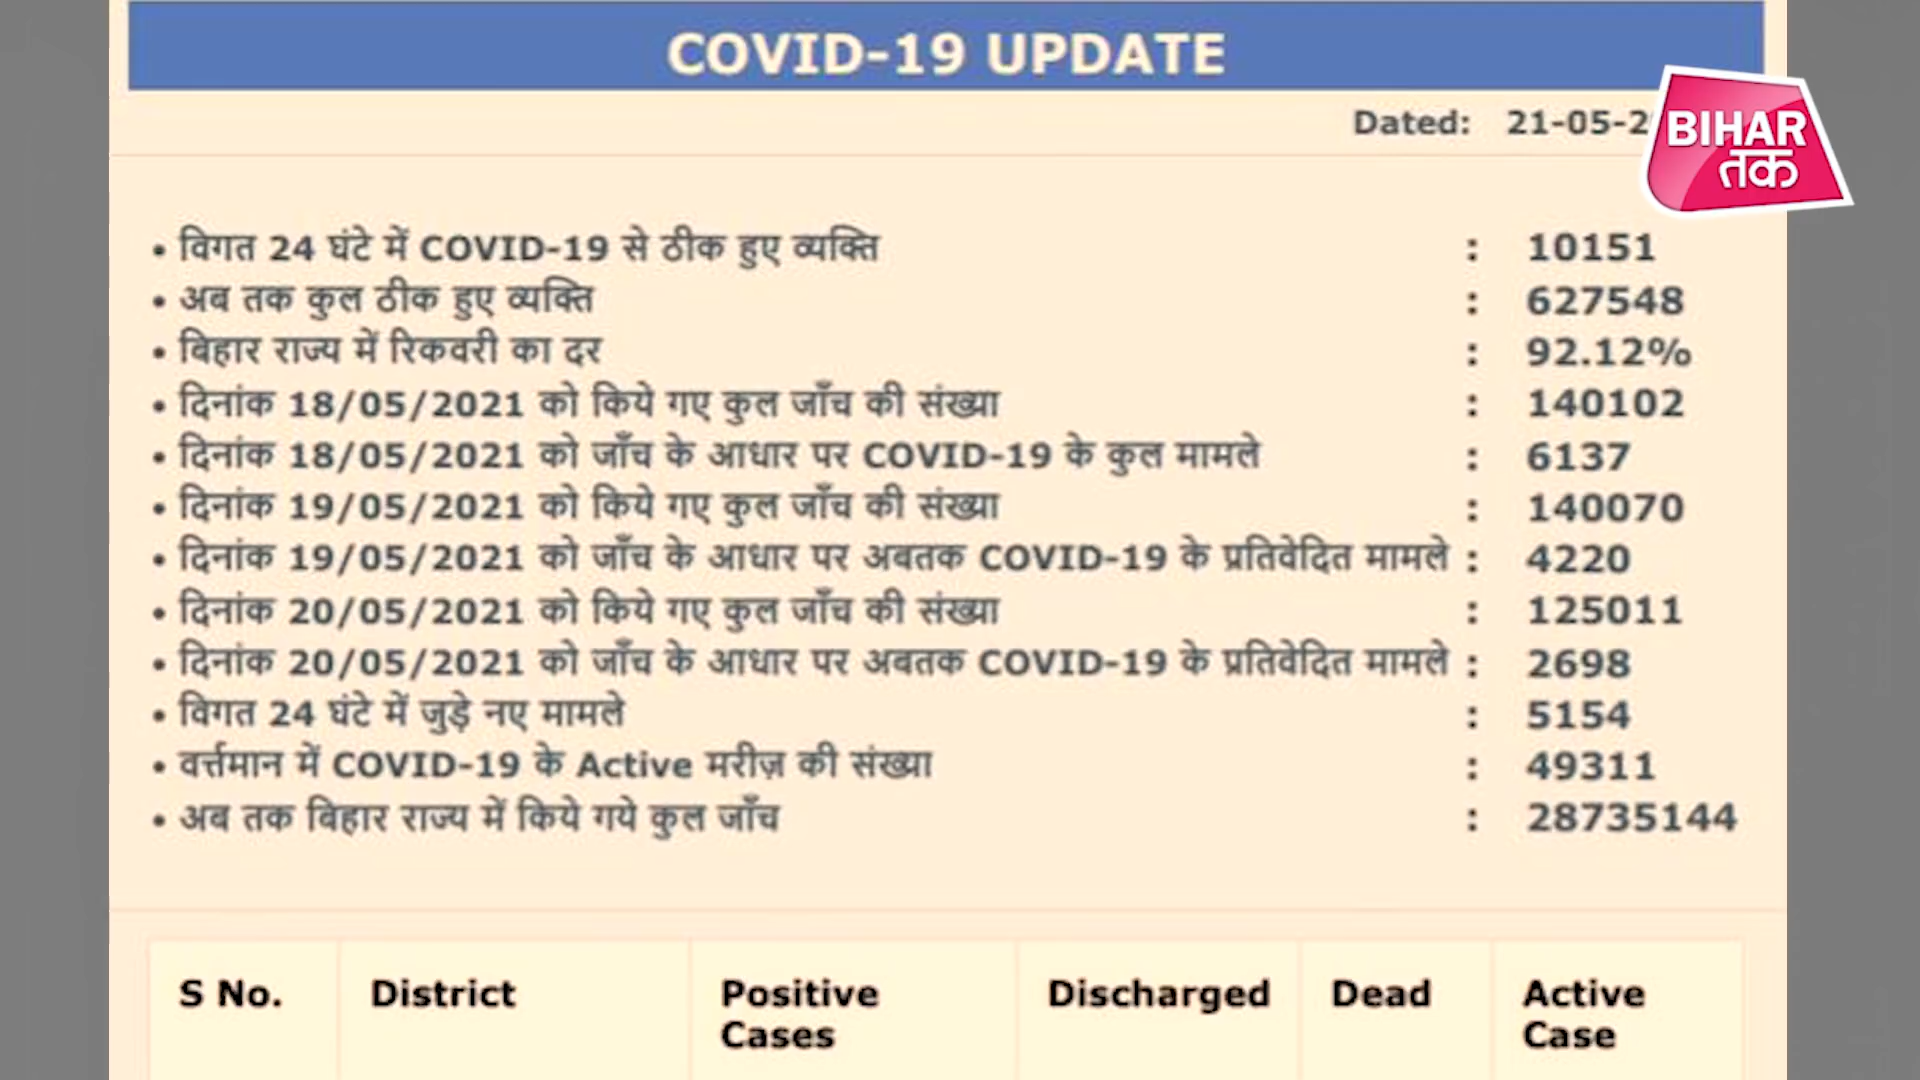 COVID-19 UPDATE
Dated: 21-05-2
BIHAR
तक
• विगत 24 घंटे में COVID-19 से ठीक हुए व्यक्ति : 10151
• अब तक कुल ठीक हुए व्यक्ति : 627548
• बिहार राज्य में रिकवरी का दर : 92.12%
• दिनांक 18/05/2021 को किये गए कुल जाँच की संख्या : 140102
• दिनांक 18/05/2021 को जाँच के आधार पर COVID-19 के कुल मामले : 6137
• दिनांक 19/05/2021 को किये गए कुल जाँच की संख्या : 140070
• दिनांक 19/05/2021 को जाँच के आधार पर अबतक COVID-19 के प्रतिवेदित मामले : 4220
• दिनांक 20/05/2021 को किये गए कुल जाँच की संख्या : 125011
• दिनांक 20/05/2021 को जाँच के आधार पर अबतक COVID-19 के प्रतिवेदित मामले : 2698
• विगत 24 घंटे में जुड़े नए मामले : 5154
• वर्त्तमान में COVID-19 के Active मरीज़ की संख्या : 49311
• अब तक बिहार राज्य में किये गये कुल जाँच : 28735144
S No. District Positive Discharged Dead Active
Cases Case